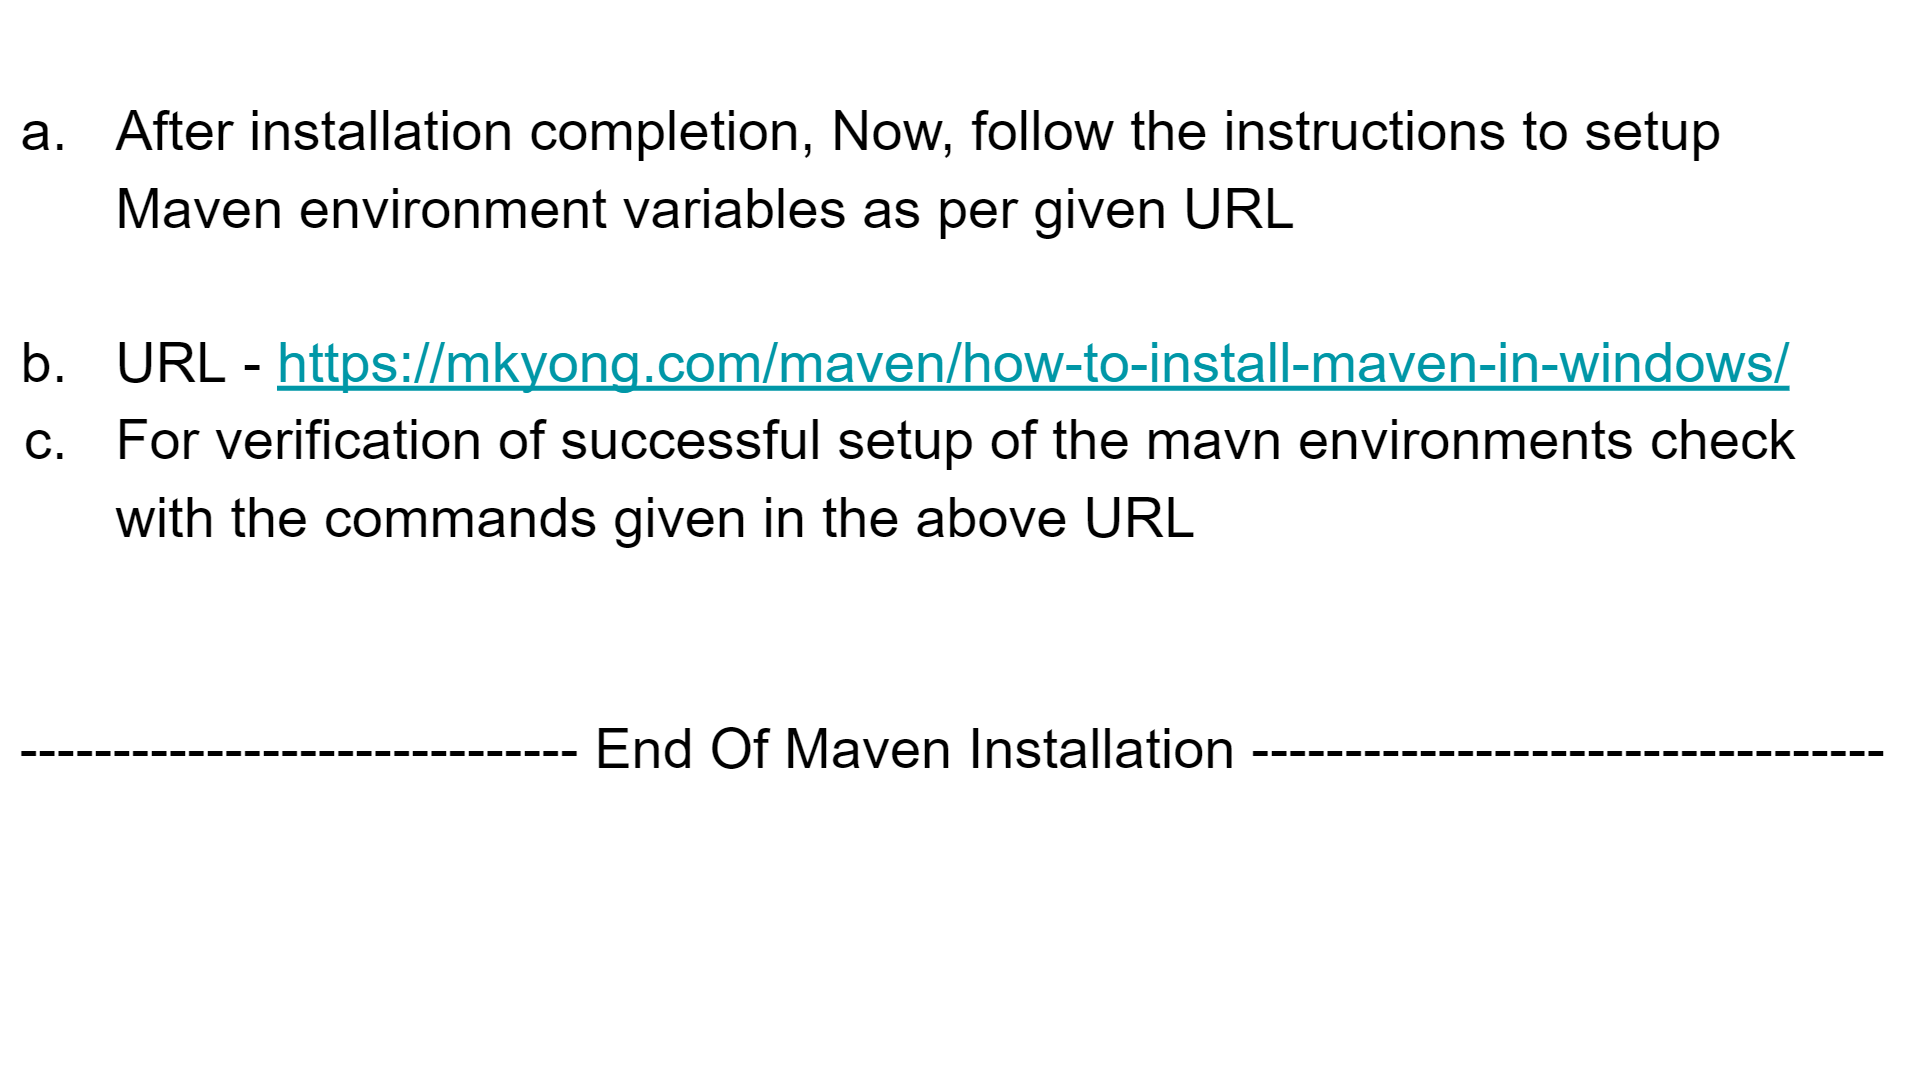 a. After installation completion, Now, follow the instructions to setup
Maven environment variables as per given URL
b. URL - https://mkyong.com/maven/how-to-install-maven-in-windows/
c. For verification of successful setup of the mavn environments check
with the commands given in the above URL
------------------------------ End Of Maven Installation ----------------------------------